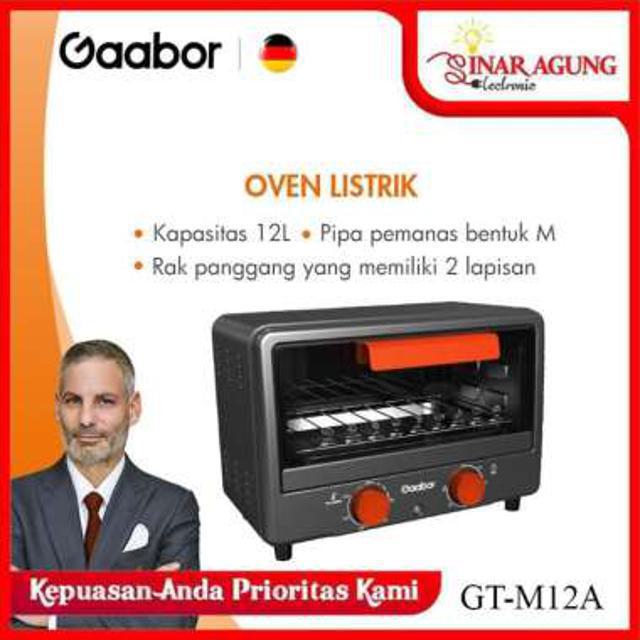 Gaabor
SINAR AGUNG
Electronic
OVEN LISTRIK
• Kapasitas 12L • Pipa pemanas bentuk M
• Rak panggang yang memiliki 2 lapisan
Gaabor
Kepuasan Anda Prioritas Kami
GT-M12A